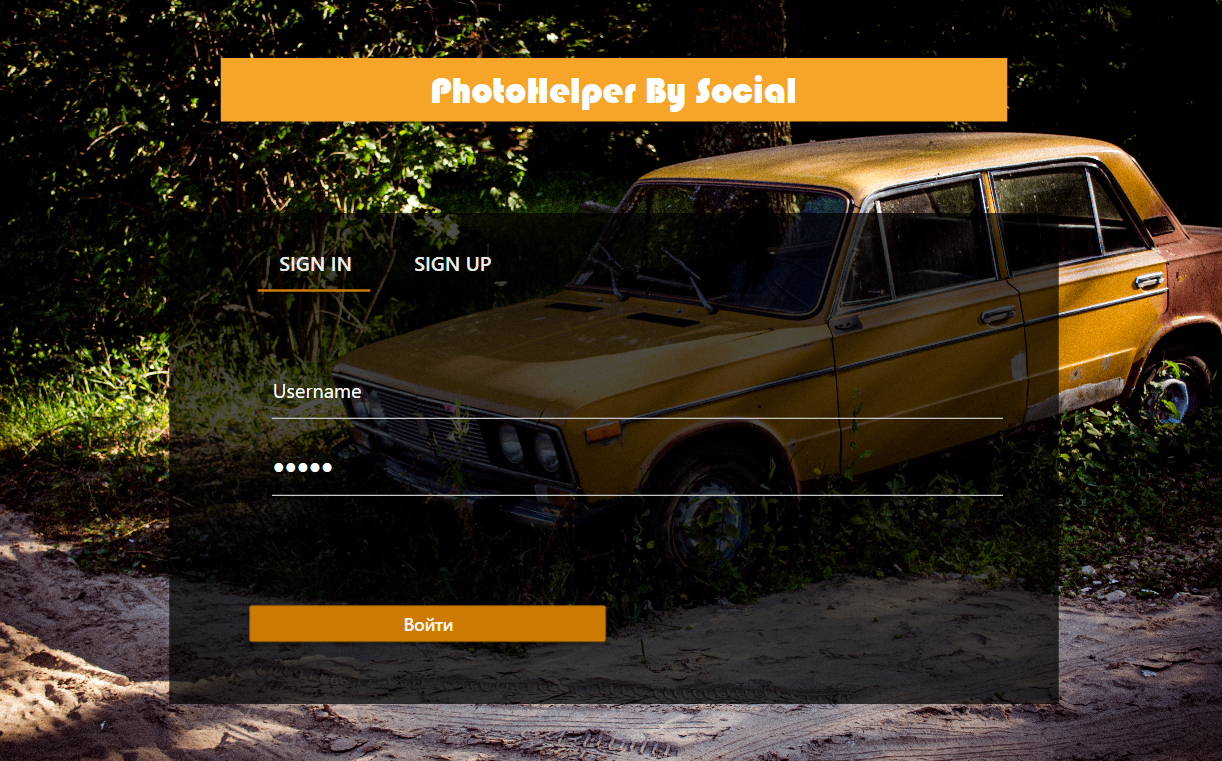 PhotoHelper By Social
SIGN IN
SIGN UP
Username
●●●●●
Войти